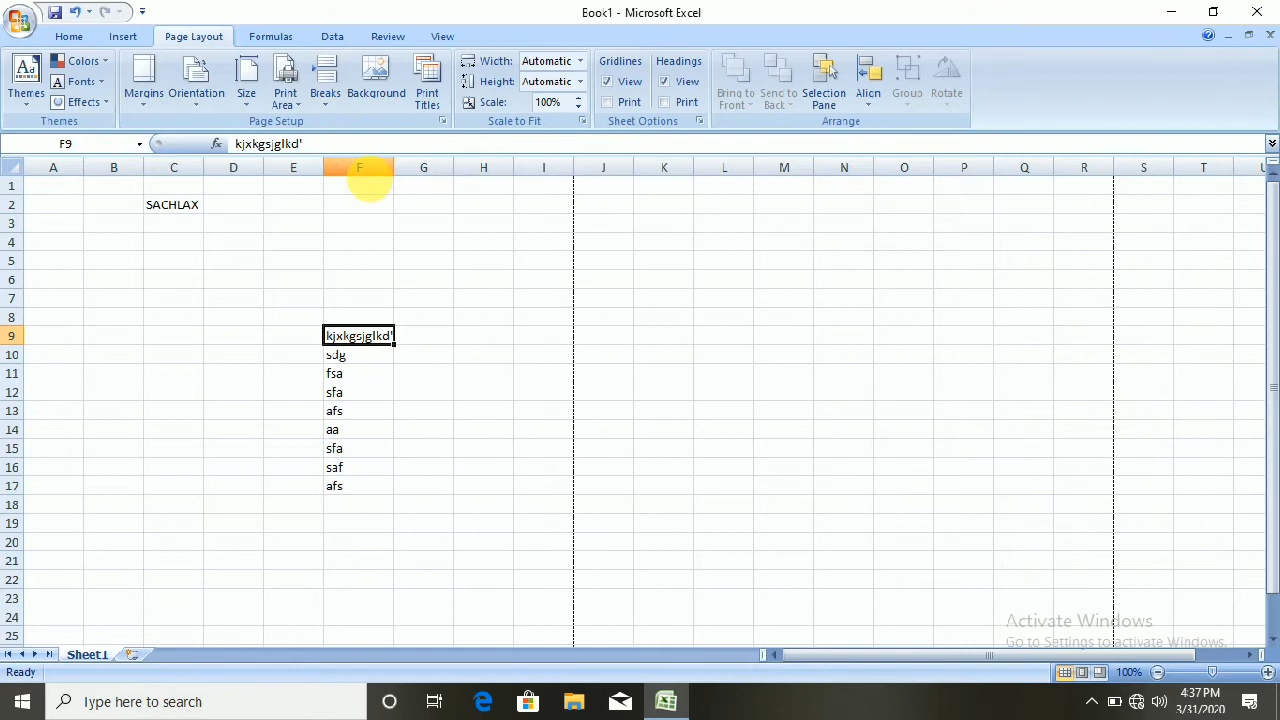 Book1 - Microsoft Excel
Home Insert Page Layout Formulas Data Review View
Themes Colors Fonts Effects Themes
Margins Orientation Size Print Area Breaks Background Print Titles Page Setup
Width: Automatic
Height: Automatic
Scale: 100%
Scale to Fit
Gridlines Headings
View View
Print Print
Sheet Options
Bring to Front Send to Back Selection Pane Align Group Rotate
Arrange
F9 fx kjxkgsjglkd'
A B C D E F G H I J K L M N O P Q R S T U
1
2 SACHLAX
3
4
5
6
7
8
9 kjxkgsjglkd'
10 sdg
11 fsa
12 sfa
13 afs
14 aa
15 sfa
16 saf
17 afs
18
19
20
21
22
23
24
25
Activate Windows
Go to Settings to activate Windows.
Sheet1
Ready 100%
Type here to search
4:37 PM
3/31/2020